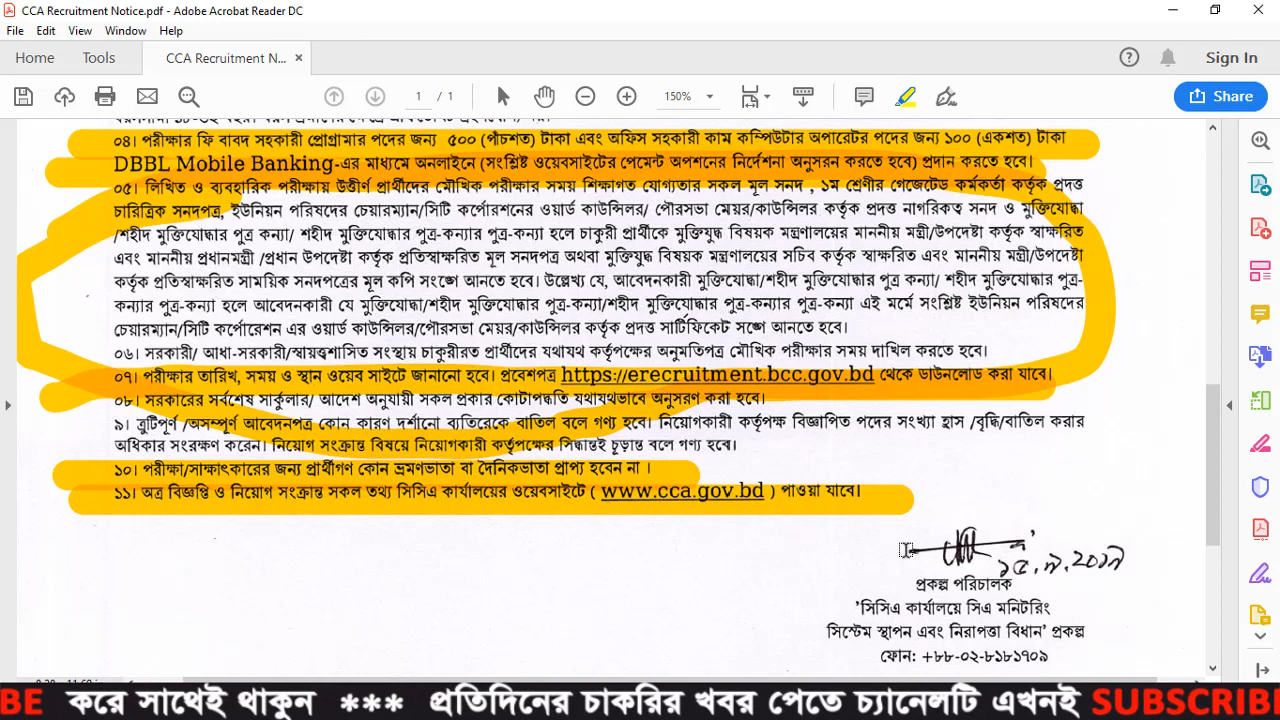 CCA Recruitment Notice.pdf - Adobe Acrobat Reader DC
File Edit View Window Help
Home Tools CCA Recruitment N... Sign In
1 / 1 150% Share
০৪। পরীক্ষার ফি বাবদ সহকারী প্রোগ্রামার পদের জন্য ৫০০ (পাঁচশত) টাকা এবং অফিস সহকারী কাম কম্পিউটার অপারেটর পদের জন্য ১০০ (একশত) টাকা
DBBL Mobile Banking-এর মাধ্যমে অনলাইনে (সংশ্লিষ্ট ওয়েবসাইটের পেমেন্ট অপশনের নির্দেশনা অনুসরন করতে হবে) প্রদান করতে হবে।
০৫। লিখিত ও ব্যবহারিক পরীক্ষায় উত্তীর্ণ প্রার্থীদের মৌখিক পরীক্ষার সময় শিক্ষাগত যোগ্যতার সকল মূল সনদ , ১ম শ্রেণীর গেজেটেড কর্মকর্তা কর্তৃক প্রদত্ত
চারিত্রিক সনদপত্র, ইউনিয়ন পরিষদের চেয়ারম্যান/সিটি কর্পোরশনের ওয়ার্ড কাউন্সিলর/ পৌরসভা মেয়র/কাউন্সিলর কর্তৃক প্রদত্ত নাগরিকত্ব সনদ ও মুক্তিযোদ্ধা
/শহীদ মুক্তিযোদ্ধার পুত্র কন্যা/ শহীদ মুক্তিযোদ্ধার পুত্র-কন্যার পুত্র-কন্যা হলে চাকুরী প্রার্থীকে মুক্তিযুদ্ধ বিষয়ক মন্ত্রণালয়ের মাননীয় মন্ত্রী/উপদেষ্টা কর্তৃক স্বাক্ষরিত
এবং মাননীয় প্রধানমন্ত্রী /প্রধান উপদেষ্টা কর্তৃক প্রতিস্বাক্ষরিত মূল সনদপত্র অথবা মুক্তিযুদ্ধ বিষয়ক মন্ত্রণালয়ের সচিব কর্তৃক স্বাক্ষরিত এবং মাননীয় মন্ত্রী/উপদেষ্টা
কর্তৃক প্রতিস্বাক্ষরিত সাময়িক সনদপত্রের মূল কপি সংঙ্গে আনতে হবে। উল্লেখ্য যে, আবেদনকারী মুক্তিযোদ্ধা/শহীদ মুক্তিযোদ্ধার পুত্র কন্যা/ শহীদ মুক্তিযোদ্ধার পুত্র-
কন্যার পুত্র-কন্যা হলে আবেদনকারী যে মুক্তিযোদ্ধা/শহীদ মুক্তিযোদ্ধার পুত্র-কন্যা/শহীদ মুক্তিযোদ্ধার পুত্র-কন্যার পুত্র-কন্যা এই মর্মে সংশ্লিষ্ট ইউনিয়ন পরিষদের
চেয়ারম্যান/সিটি কর্পোরেশন এর ওয়ার্ড কাউন্সিলর/পৌরসভা মেয়র/কাউন্সিলর কর্তৃক প্রদত্ত সার্টিফিকেট সঙ্গে আনতে হবে।
০৬। সরকারী/ আধা-সরকারী/স্বায়ত্ত্বশাসিত সংস্থায় চাকুরীরত প্রার্থীদের যথাযথ কর্তৃপক্ষের অনুমতিপত্র মৌখিক পরীক্ষার সময় দাখিল করতে হবে।
০৭। পরীক্ষার তারিখ, সময় ও স্থান ওয়েব সাইটে জানানো হবে। প্রবেশপত্র https://erecruitment.bcc.gov.bd থেকে ডাউনলোড করা যাবে।
০৮। সরকারের সর্বশেষ সার্কুলার/ আদেশ অনুযায়ী সকল প্রকার কোটাপদ্ধতি যথাযথভাবে অনুসরণ করা হবে।
৯। ত্রুটিপূর্ণ /অসম্পূর্ণ আবেদনপত্র কোন কারণ দর্শানো ব্যতিরেকে বাতিল বলে গণ্য হবে। নিয়োগকারী কর্তৃপক্ষ বিজ্ঞাপিত পদের সংখ্যা হ্রাস /বৃদ্ধি/বাতিল করার
অধিকার সংরক্ষণ করেন। নিয়োগ সংক্রান্ত বিষয়ে নিয়োগকারী কর্তৃপক্ষের সিদ্ধান্তই চূড়ান্ত বলে গণ্য হবে।
১০। পরীক্ষা/সাক্ষাৎকারের জন্য প্রার্থীগণ কোন ভ্রমণভাতা বা দৈনিকভাতা প্রাপ্য হবেন না ।
১১। অত্র বিজ্ঞপ্তি ও নিয়োগ সংক্রান্ত সকল তথ্য সিসিএ কার্যালয়ের ওয়েবসাইটে ( www.cca.gov.bd ) পাওয়া যাবে।
১৫.৯.২০১৯
প্রকল্প পরিচালক
'সিসিএ কার্যালয়ে সিএ মনিটরিং
সিস্টেম স্থাপন এবং নিরাপত্তা বিধান' প্রকল্প
ফোন: +৮৮-০২-৮১৮১৭০৯
BE করে সাথেই থাকুন *** প্রতিদিনের চাকরির খবর পেতে চ্যানেলটি এখনই SUBSCRIBE